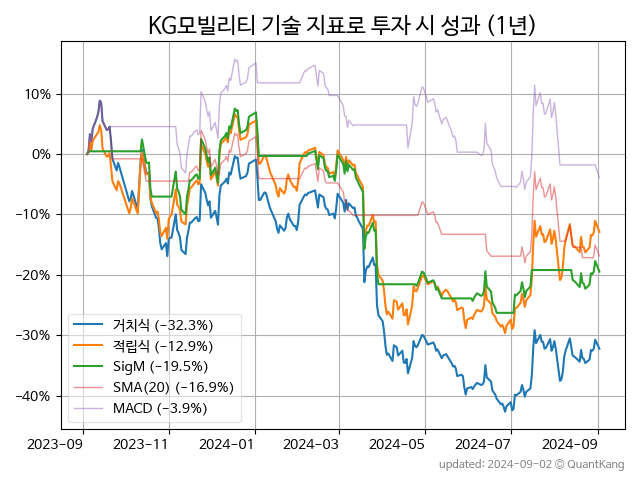 KG모빌리티 기술 지표로 투자 시 성과 (1년)
10%
0%
−10%
−20%
−30%
−40%
거치식 (−32.3%)
적립식 (−12.9%)
SigM (−19.5%)
SMA(20) (−16.9%)
MACD (−3.9%)
2023-09
2023-11
2024-01
2024-03
2024-05
2024-07
2024-09
updated: 2024-09-02 © QuantKang